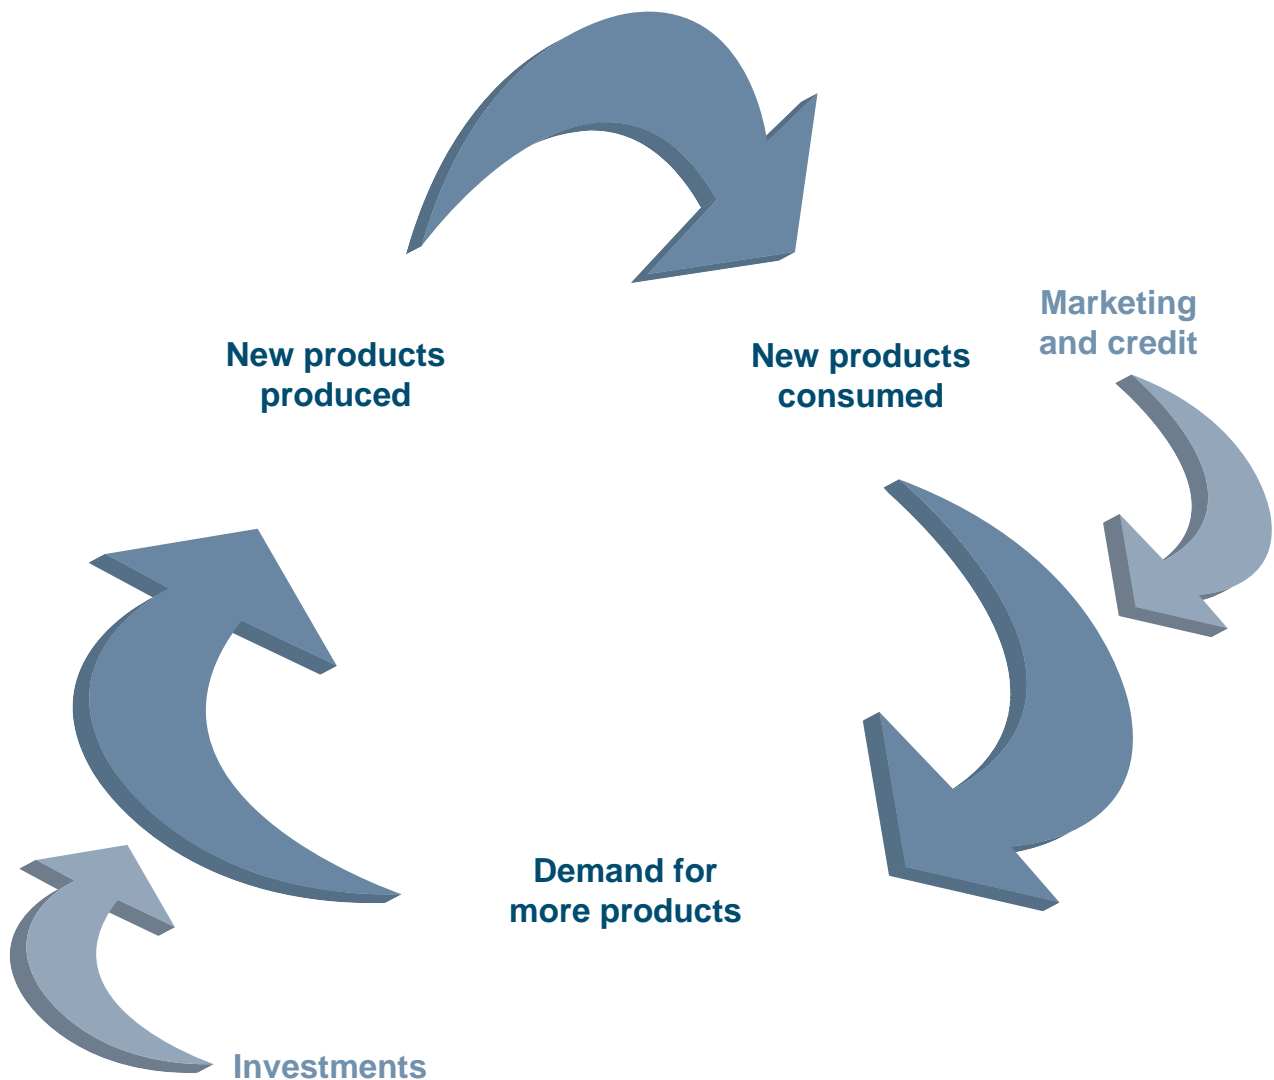 Marketing
and credit
New products
produced
New products
consumed
Demand for
more products
Investments